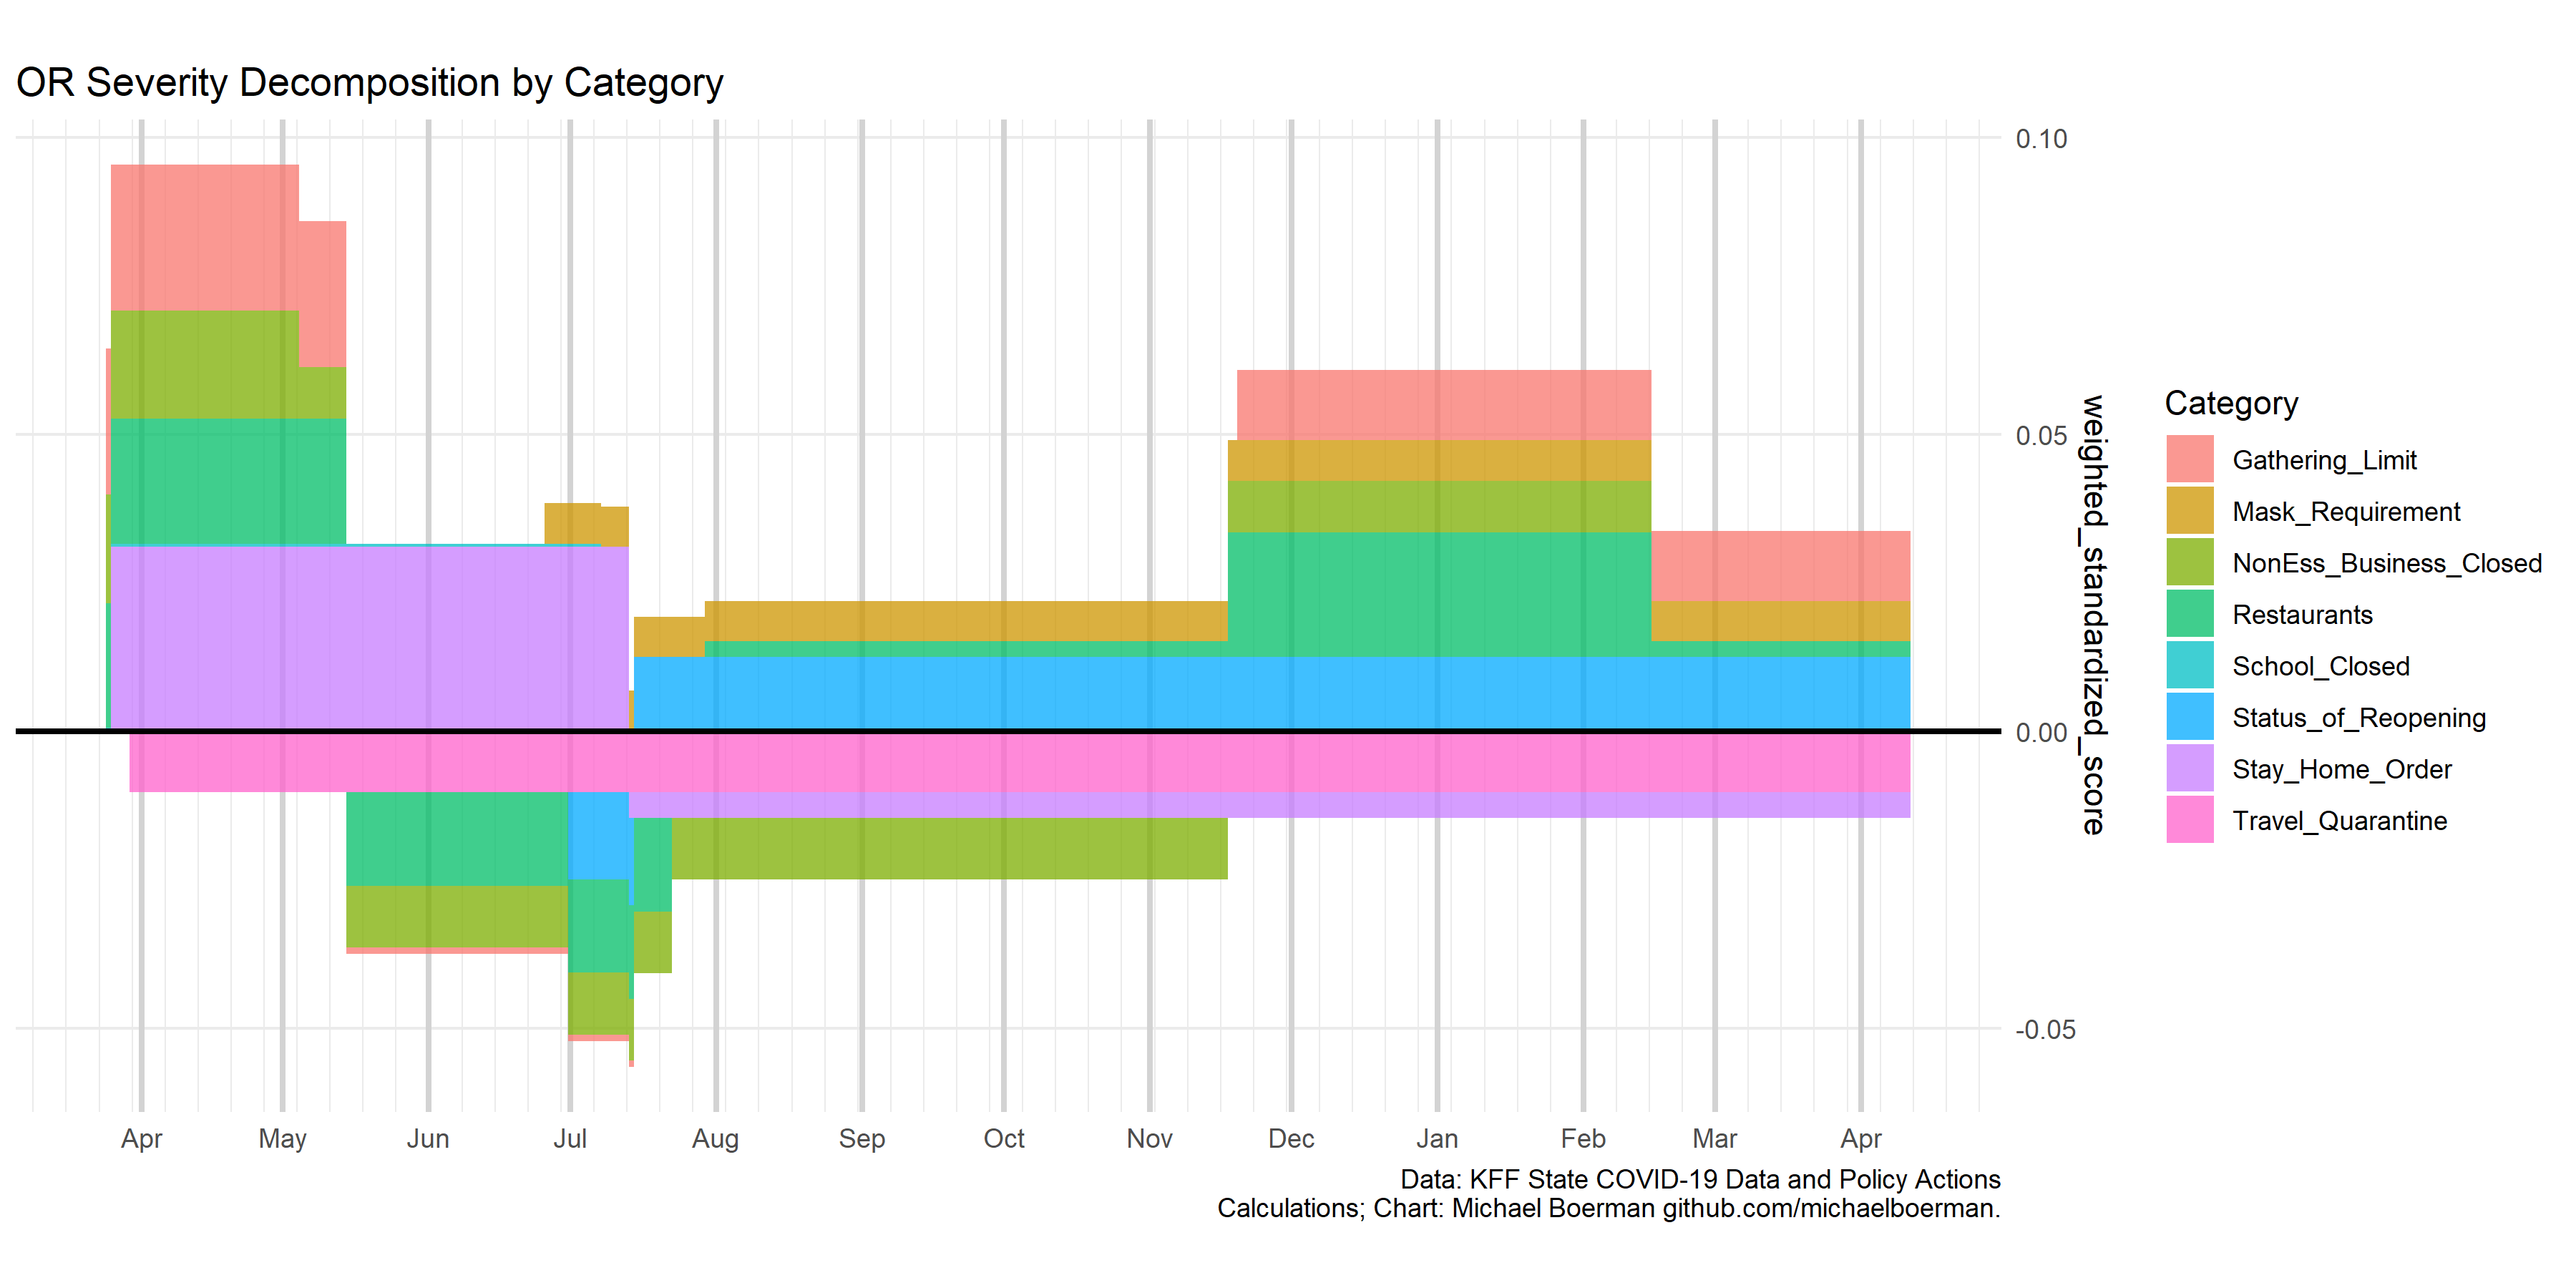 OR Severity Decomposition by Category
0.10
0.05
0.00
-0.05
weighted_standardized_score
Apr May Jun Jul Aug Sep Oct Nov Dec Jan Feb Mar Apr
Data: KFF State COVID-19 Data and Policy Actions
Calculations; Chart: Michael Boerman github.com/michaelboerman.
Category
Gathering_Limit
Mask_Requirement
NonEss_Business_Closed
Restaurants
School_Closed
Status_of_Reopening
Stay_Home_Order
Travel_Quarantine